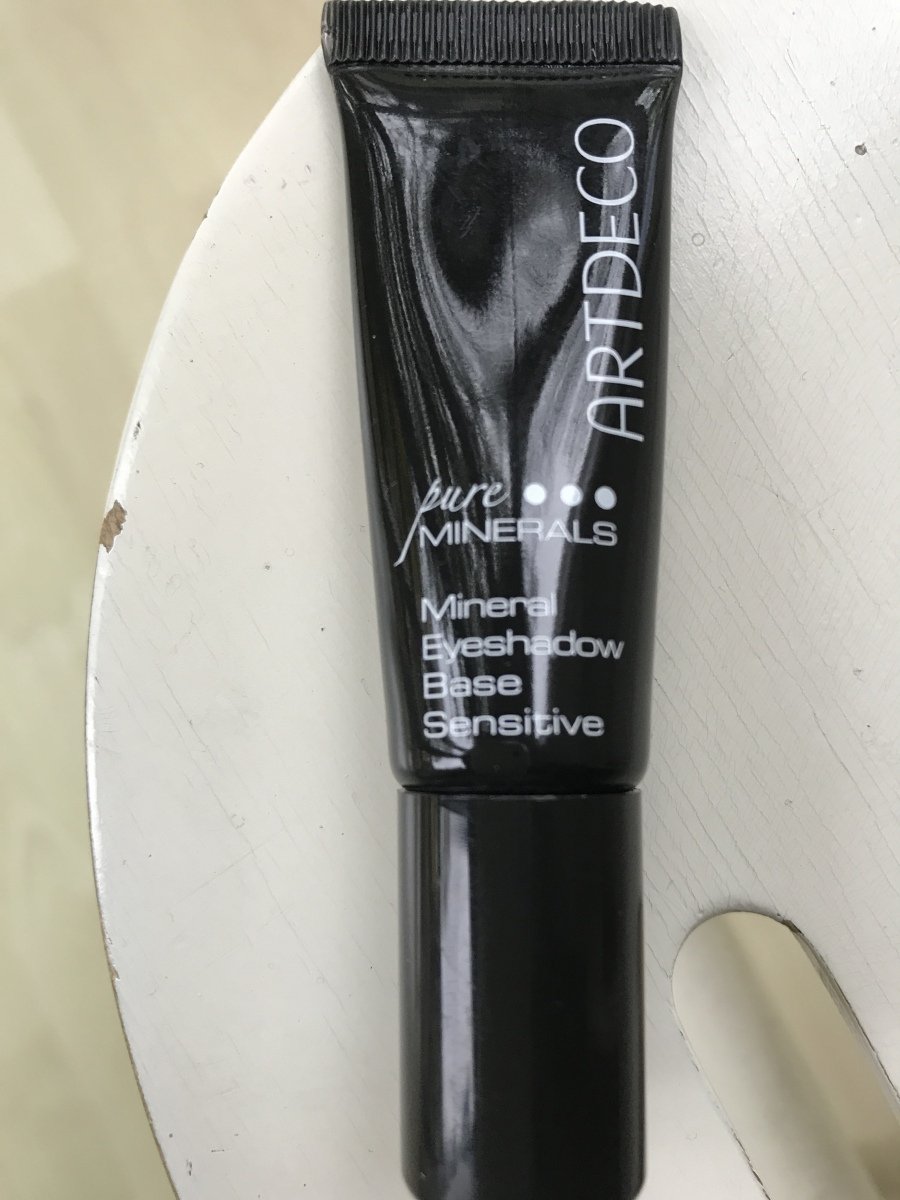 ARTDECO
pure
MINERALS
Mineral
Eyeshadow
Base
Sensitive